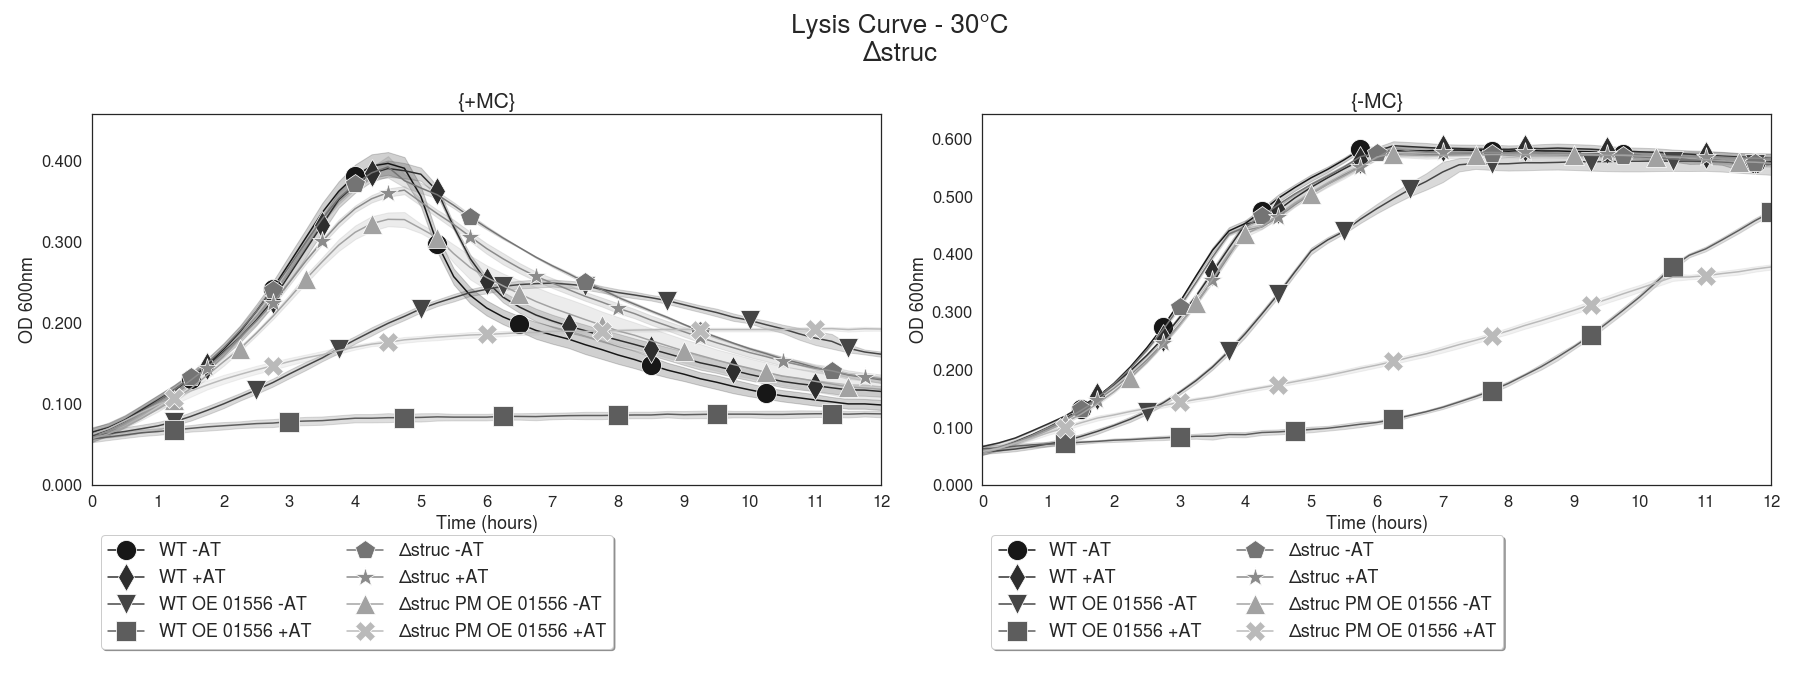 Lysis Curve - 30°C
Δstruc
{+MC}
OD 600nm
0.400
0.300
0.200
0.100
0.000
0 1 2 3 4 5 6 7 8 9 10 11 12
Time (hours)
WT -AT
WT +AT
WT OE 01556 -AT
WT OE 01556 +AT
Δstruc -AT
Δstruc +AT
Δstruc PM OE 01556 -AT
Δstruc PM OE 01556 +AT
{-MC}
OD 600nm
0.600
0.500
0.400
0.300
0.200
0.100
0.000
0 1 2 3 4 5 6 7 8 9 10 11 12
Time (hours)
WT -AT
WT +AT
WT OE 01556 -AT
WT OE 01556 +AT
Δstruc -AT
Δstruc +AT
Δstruc PM OE 01556 -AT
Δstruc PM OE 01556 +AT